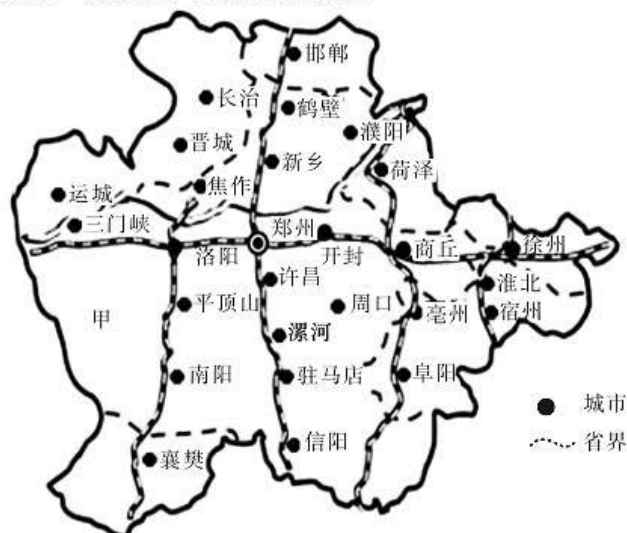 邯郸
长治
鹤壁
濮阳
晋城
新乡
荷泽
焦作
运城
三门峡
郑州
洛阳
开封
商丘
徐州
许昌
淮北
甲
平顶山
周口
亳州
宿州
漯河
南阳
驻马店
阜阳
城市
信阳
省界
襄樊